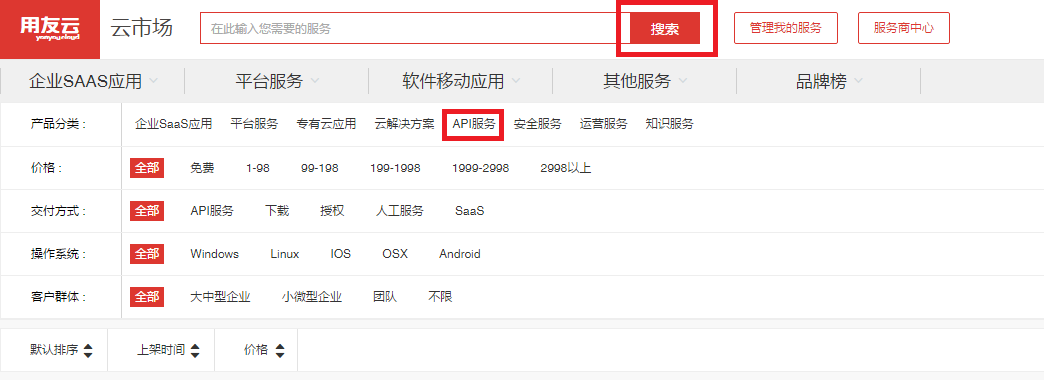 用友云 云市场 在此输入您需要的服务 搜索 管理我的服务 服务商中心
yonyoucloud
企业SAAS应用 平台服务 软件移动应用 其他服务 品牌榜
产品分类： 企业SaaS应用 平台服务 专有云应用 云解决方案 API服务 安全服务 运营服务 知识服务
价格： 全部 免费 1-98 99-198 199-1998 1999-2998 2998以上
交付方式： 全部 API服务 下载 授权 人工服务 SaaS
操作系统： 全部 Windows Linux IOS OSX Android
客户群体： 全部 大中型企业 小微型企业 团队 不限
默认排序 上架时间 价格